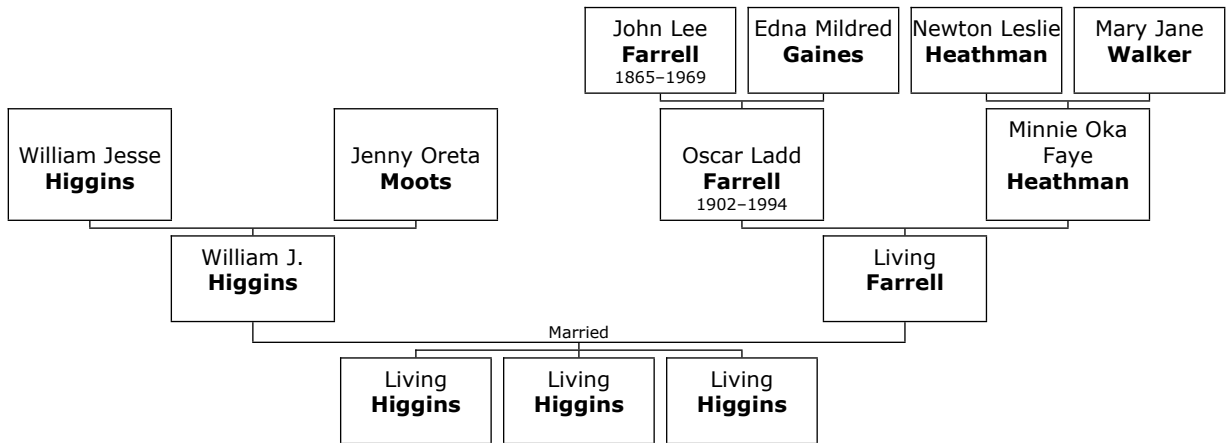 John Lee
Farrell
1865–1969
Edna Mildred
Gaines
Newton Leslie
Heathman
Mary Jane
Walker
William Jesse
Higgins
Jenny Oreta
Moots
Oscar Ladd
Farrell
1902–1994
Minnie Oka
Faye
Heathman
William J.
Higgins
Living
Farrell
Married
Living
Higgins
Living
Higgins
Living
Higgins